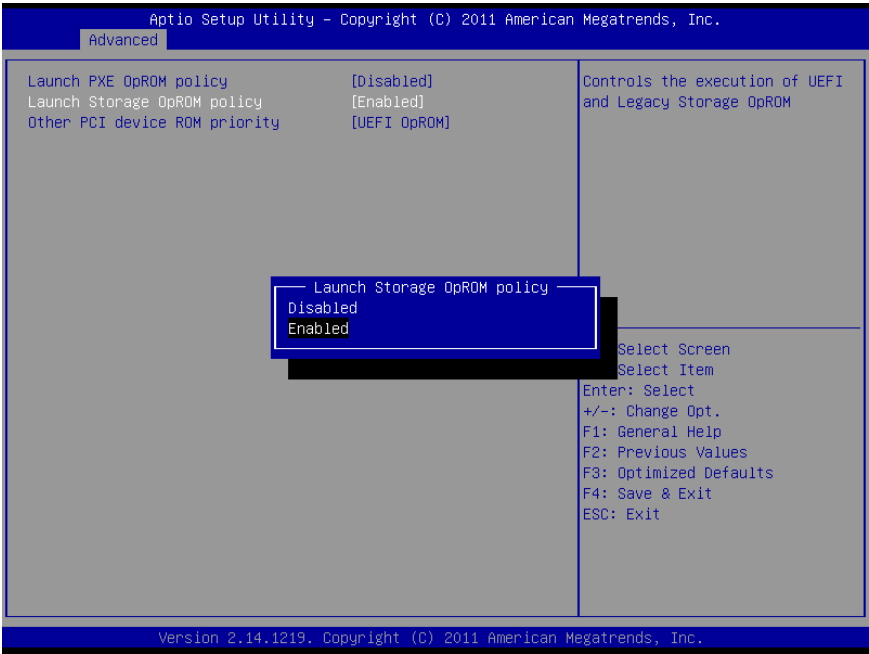 Aptio Setup Utility – Copyright (C) 2011 American Megatrends, Inc.
Advanced
Launch PXE OpROM policy [Disabled]
Launch Storage OpROM policy [Enabled]
Other PCI device ROM priority [UEFI OpROM]
Controls the execution of UEFI
and Legacy Storage OpROM
Launch Storage OpROM policy
Disabled
Enabled
Select Screen
Select Item
Enter: Select
+/-: Change Opt.
F1: General Help
F2: Previous Values
F3: Optimized Defaults
F4: Save & Exit
ESC: Exit
Version 2.14.1219. Copyright (C) 2011 American Megatrends, Inc.